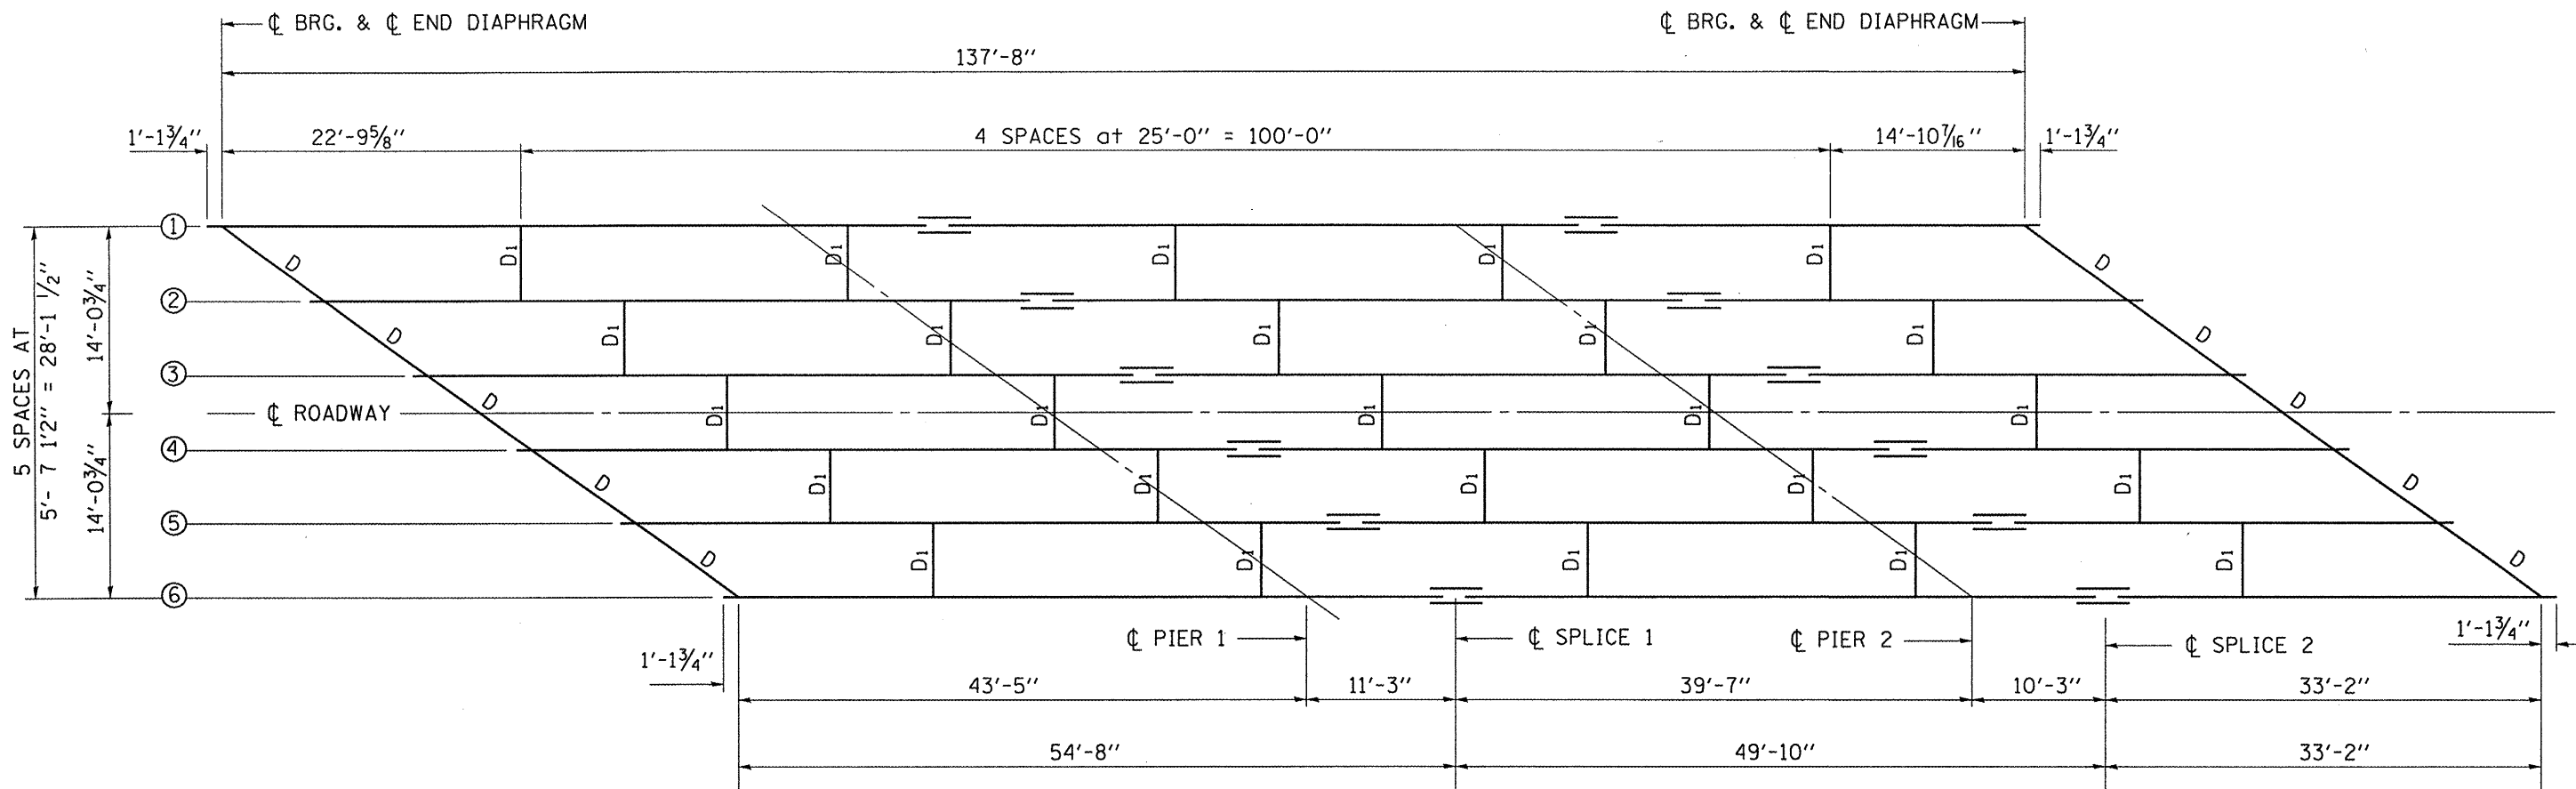 ℄ BRG. & ℄ END DIAPHRAGM
℄ BRG. & ℄ END DIAPHRAGM
137'-8"
1'-1¾"
22'-9⅝"
4 SPACES at 25'-0" = 100'-0"
14'-10 7/16"
1'-1¾"
5 SPACES AT
5'- 7 1'2" = 28'-1 1/2"
14'-0¾"
14'-0¾"
1
D
D1
D1
D1
D1
D1
D
2
D
D1
D1
D1
D1
D1
D
3
℄ ROADWAY
D
D1
D1
D1
D1
D1
D
4
D
D1
D1
D1
D1
D1
D
5
D
D1
D1
D1
D1
D1
D
6
℄ PIER 1
℄ SPLICE 1
℄ PIER 2
℄ SPLICE 2
1'-1¾"
1'-1¾"
43'-5"
11'-3"
39'-7"
10'-3"
33'-2"
54'-8"
49'-10"
33'-2"